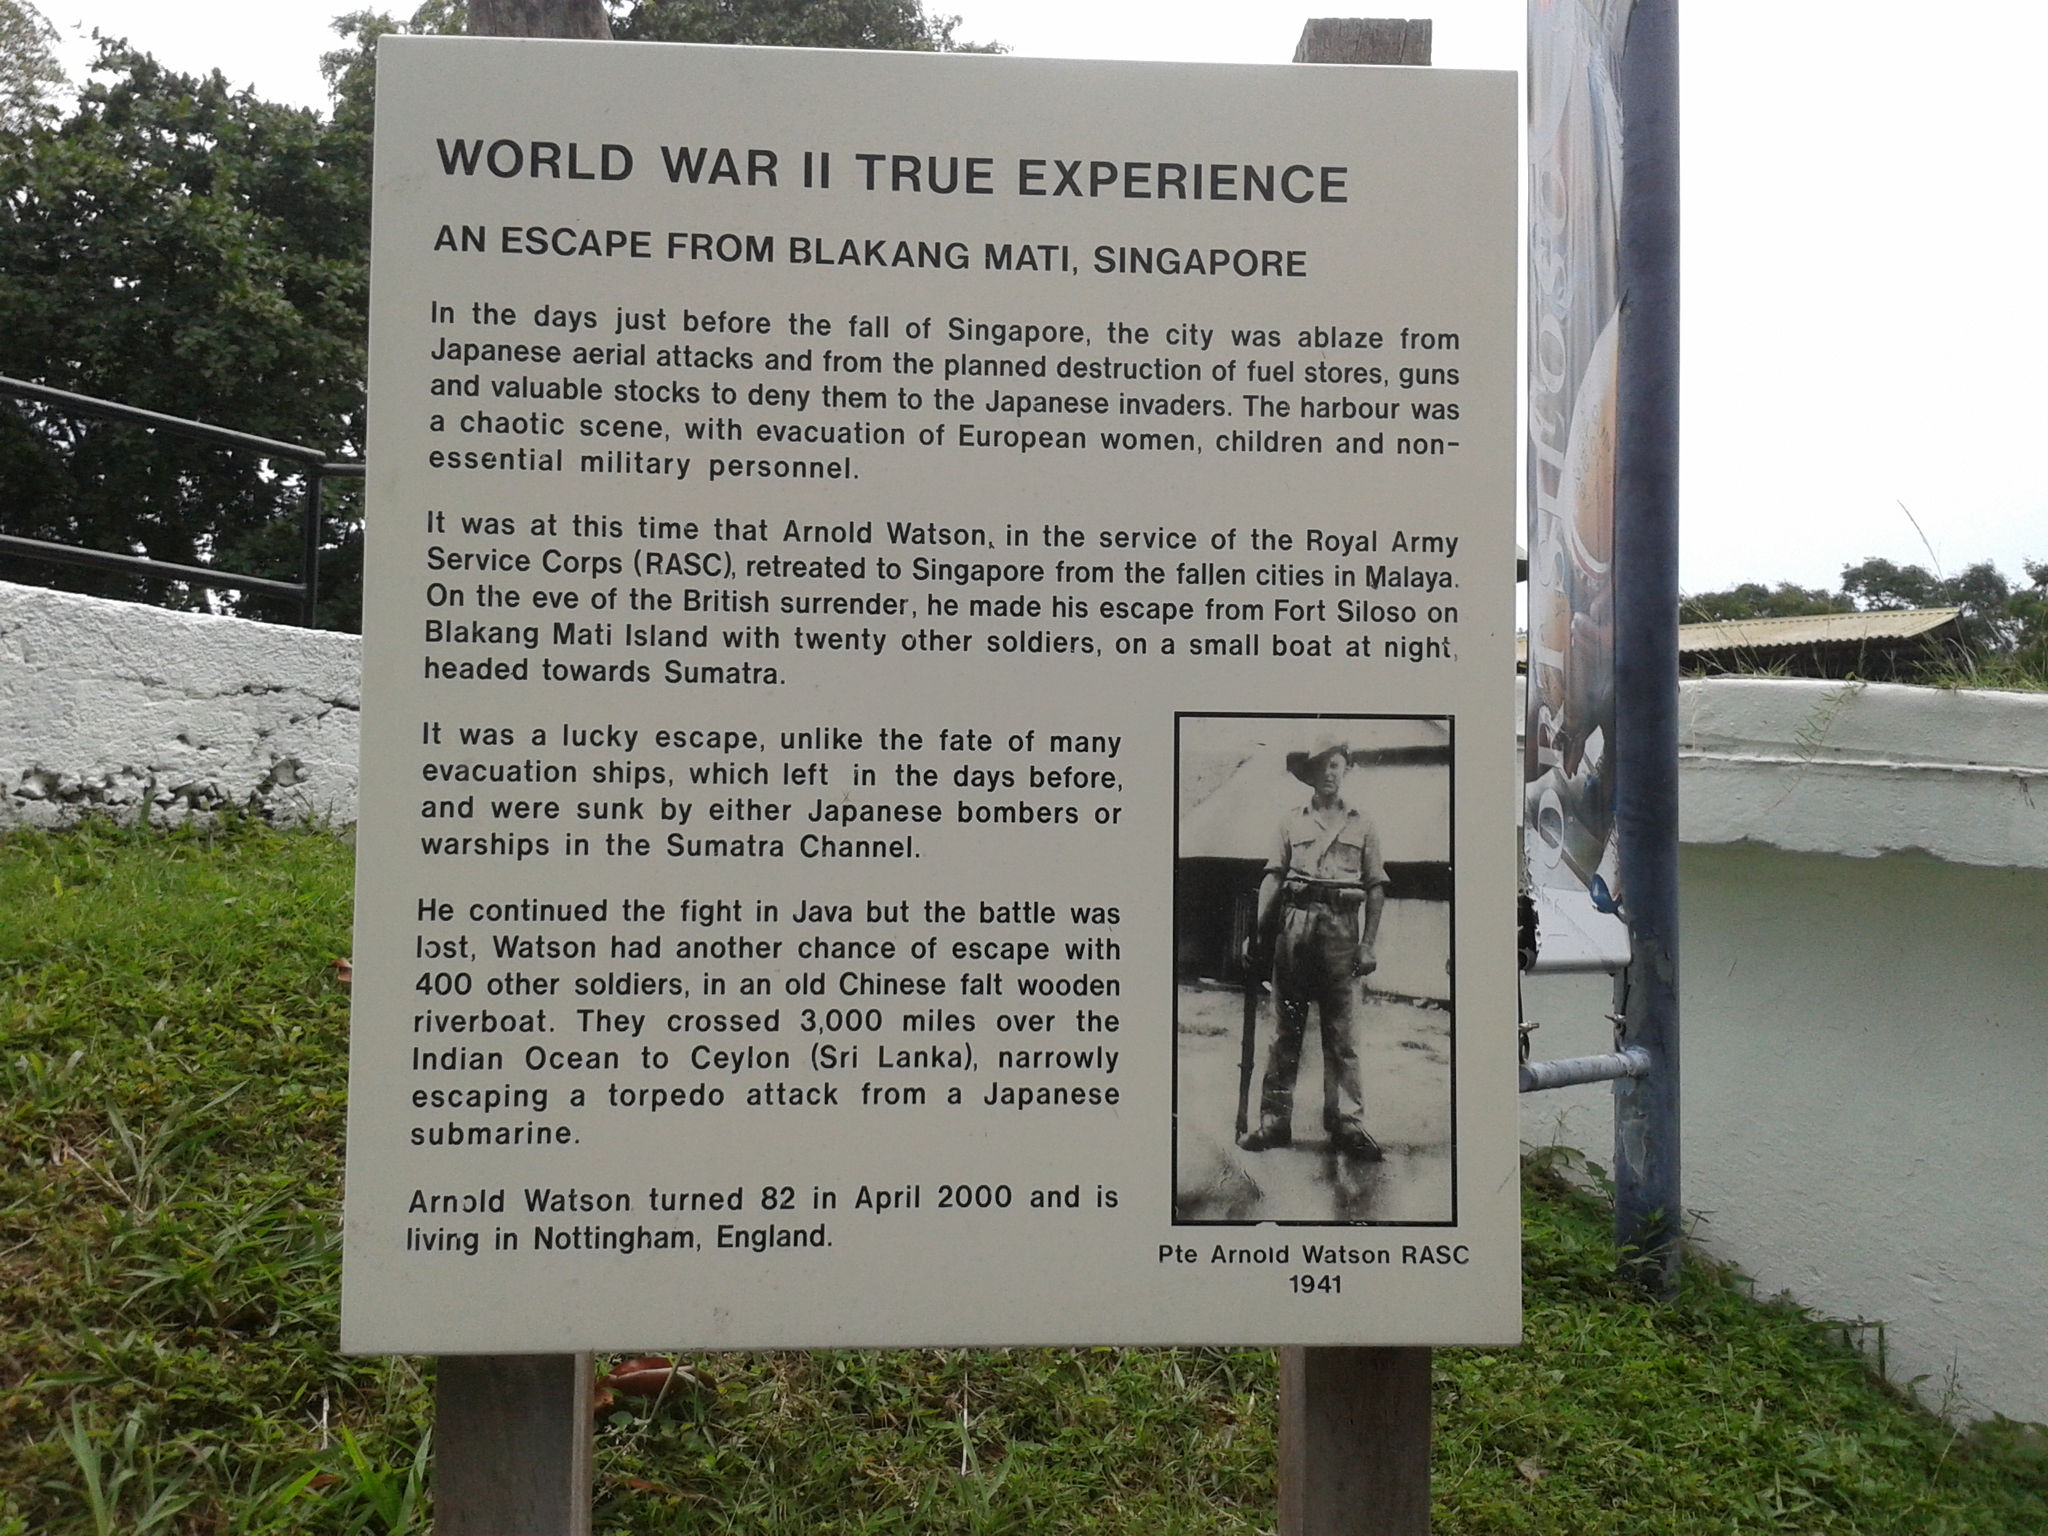 WORLD WAR II TRUE EXPERIENCE
AN ESCAPE FROM BLAKANG MATI, SINGAPORE
In the days just before the fall of Singapore, the city was ablaze from
Japanese aerial attacks and from the planned destruction of fuel stores, guns
and valuable stocks to deny them to the Japanese invaders. The harbour was
a chaotic scene, with evacuation of European women, children and non-
essential military personnel.
It was at this time that Arnold Watson, in the service of the Royal Army
Service Corps (RASC), retreated to Singapore from the fallen cities in Malaya.
On the eve of the British surrender, he made his escape from Fort Siloso on
Blakang Mati Island with twenty other soldiers, on a small boat at night,
headed towards Sumatra.
It was a lucky escape, unlike the fate of many
evacuation ships, which left in the days before,
and were sunk by either Japanese bombers or
warships in the Sumatra Channel.
He continued the fight in Java but the battle was
lost, Watson had another chance of escape with
400 other soldiers, in an old Chinese falt wooden
riverboat. They crossed 3,000 miles over the
Indian Ocean to Ceylon (Sri Lanka), narrowly
escaping a torpedo attack from a Japanese
submarine.
Arnold Watson turned 82 in April 2000 and is
living in Nottingham, England.
Pte Arnold Watson RASC
1941
ORT SILOSO